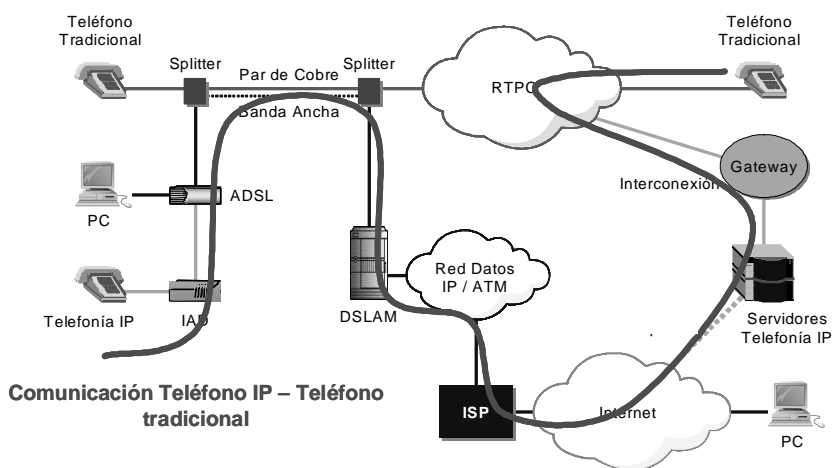 Teléfono
Tradicional
Teléfono
Tradicional
Splitter
Splitter
Par de Cobre
RTPC
Banda Ancha
Gateway
Interconexión
ADSL
PC
Red Datos
IP / ATM
Telefonía IP
IAD
DSLAM
Servidores
Telefonía IP
Comunicación Teléfono IP – Teléfono
tradicional
ISP
Internet
PC